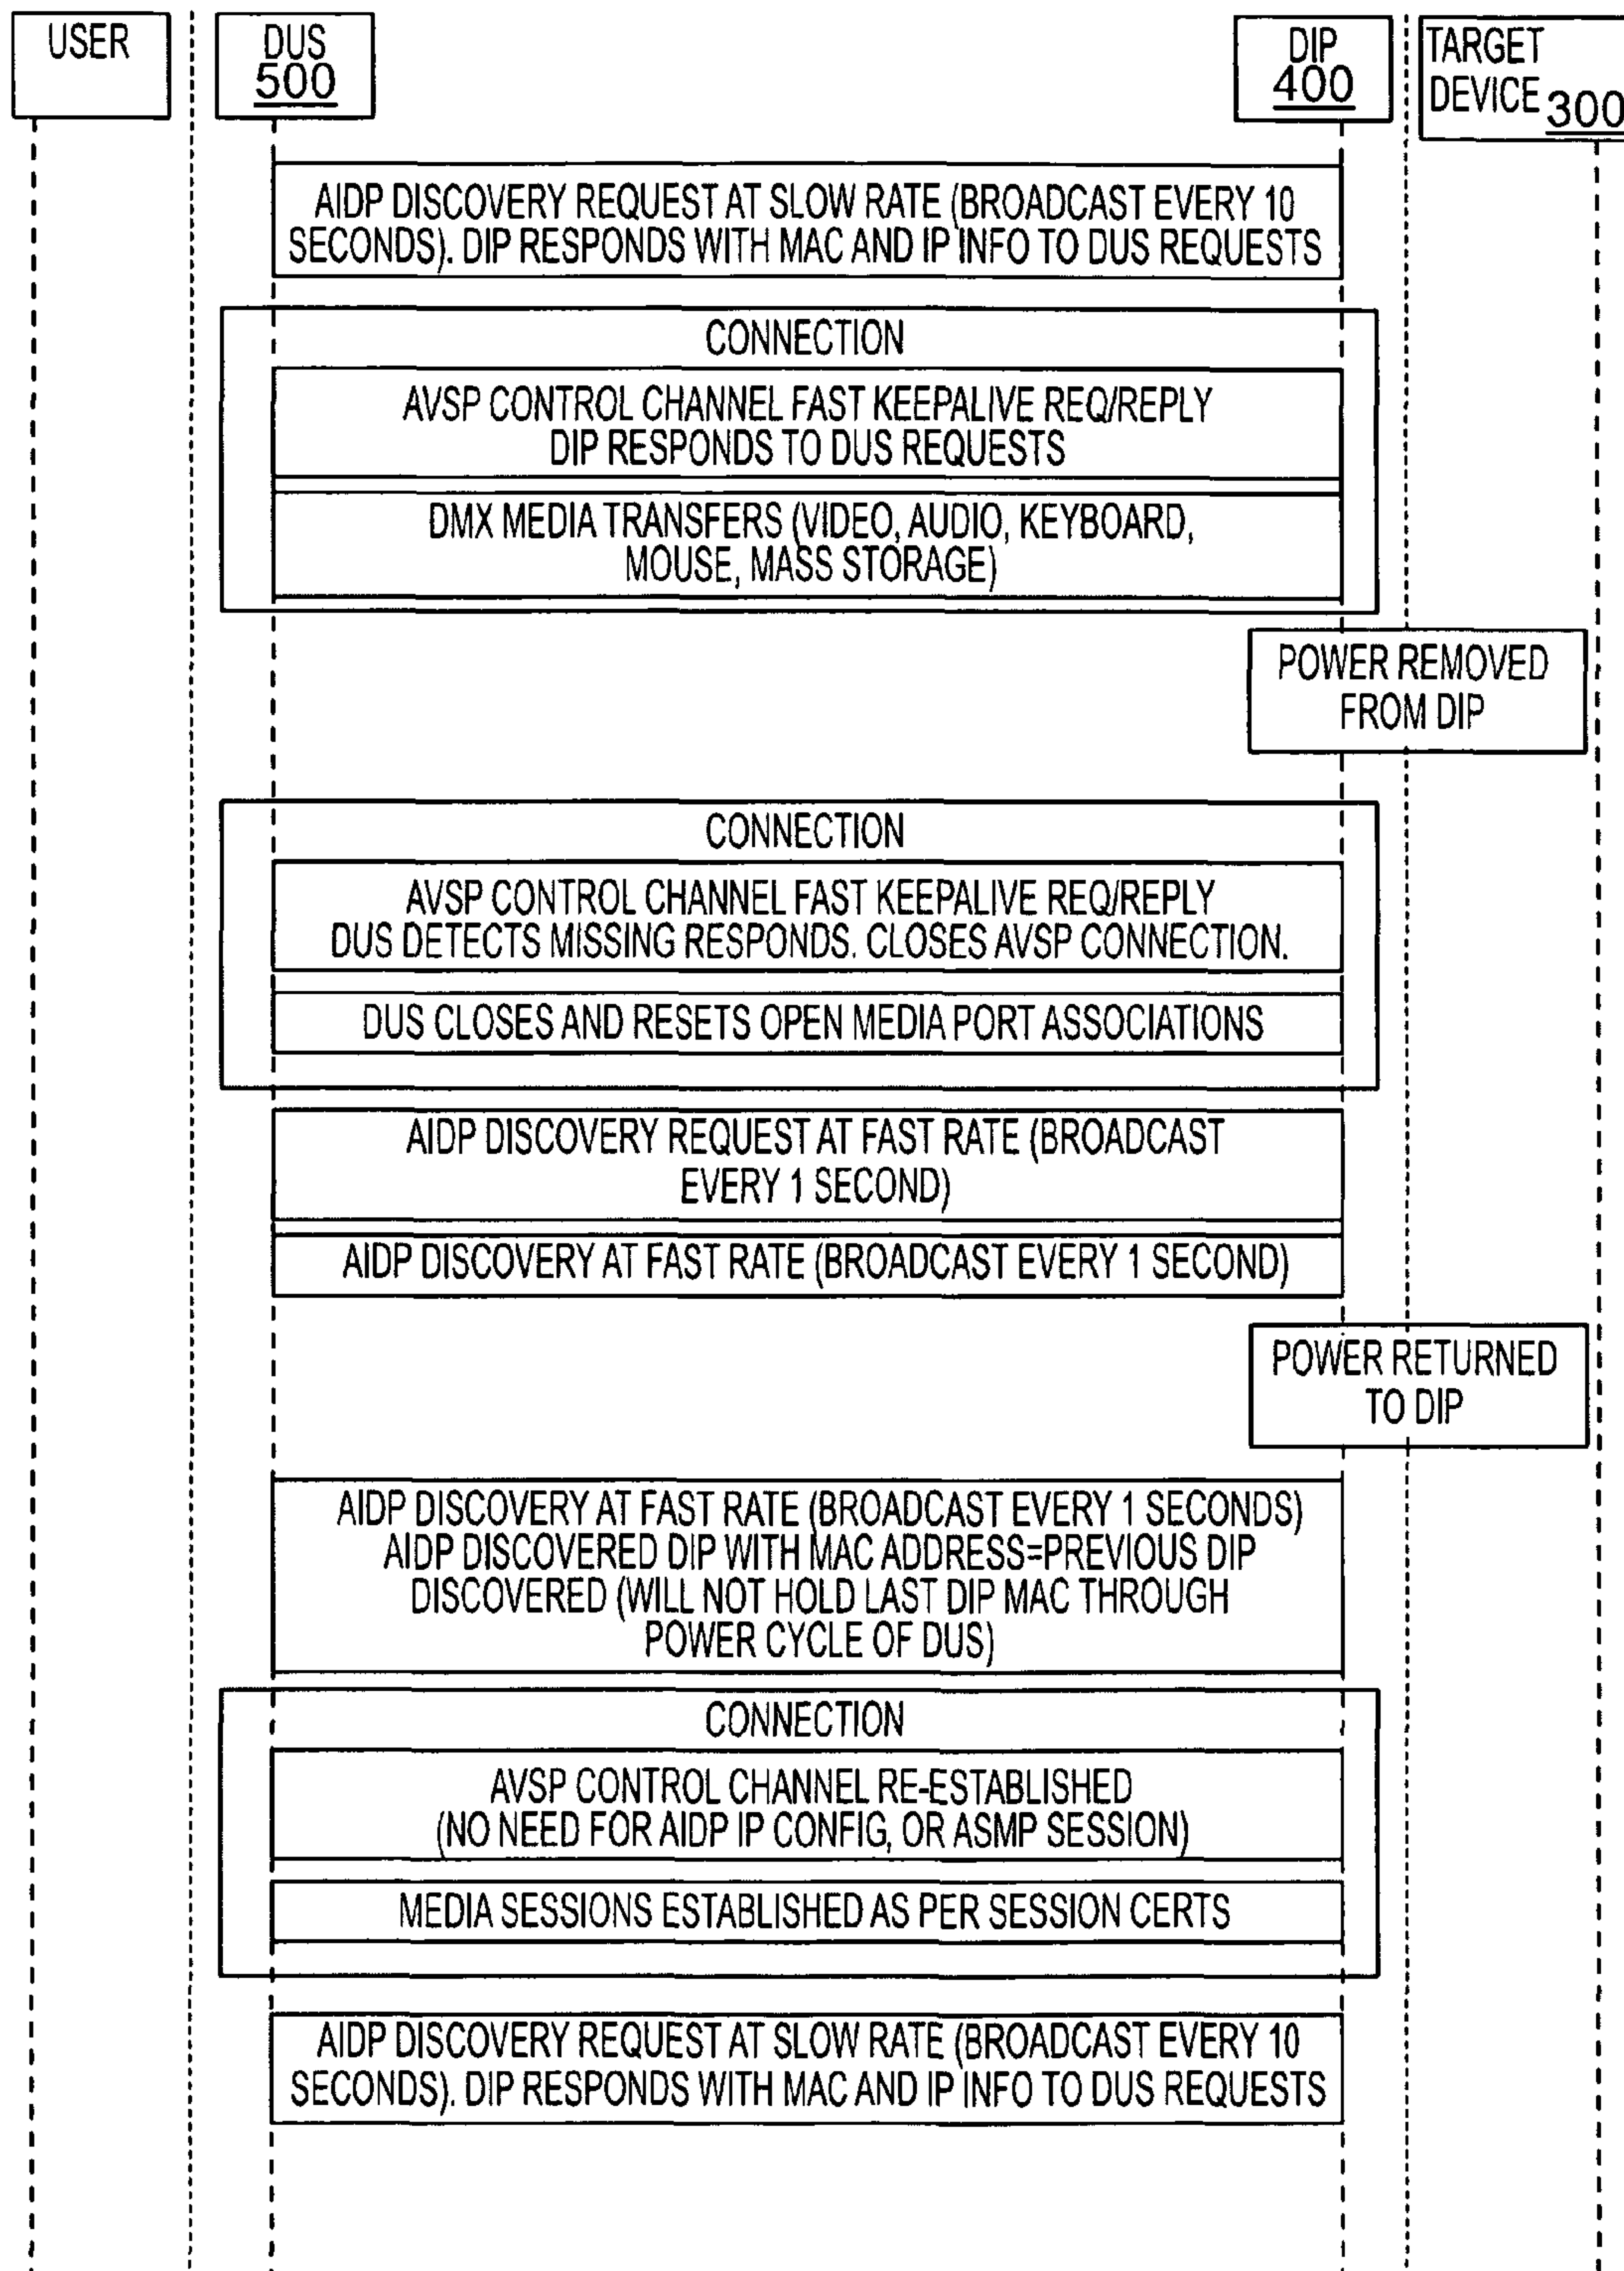 USER
DUS
500
DIP
400
TARGET
DEVICE 300
AIDP DISCOVERY REQUEST AT SLOW RATE (BROADCAST EVERY 10
SECONDS). DIP RESPONDS WITH MAC AND IP INFO TO DUS REQUESTS
CONNECTION
AVSP CONTROL CHANNEL FAST KEEPALIVE REQ/REPLY
DIP RESPONDS TO DUS REQUESTS
DMX MEDIA TRANSFERS (VIDEO, AUDIO, KEYBOARD,
MOUSE, MASS STORAGE)
POWER REMOVED
FROM DIP
CONNECTION
AVSP CONTROL CHANNEL FAST KEEPALIVE REQ/REPLY
DUS DETECTS MISSING RESPONDS. CLOSES AVSP CONNECTION.
DUS CLOSES AND RESETS OPEN MEDIA PORT ASSOCIATIONS
AIDP DISCOVERY REQUEST AT FAST RATE (BROADCAST
EVERY 1 SECOND)
AIDP DISCOVERY AT FAST RATE (BROADCAST EVERY 1 SECOND)
POWER RETURNED
TO DIP
AIDP DISCOVERY AT FAST RATE (BROADCAST EVERY 1 SECONDS)
AIDP DISCOVERED DIP WITH MAC ADDRESS=PREVIOUS DIP
DISCOVERED (WILL NOT HOLD LAST DIP MAC THROUGH
POWER CYCLE OF DUS)
CONNECTION
AVSP CONTROL CHANNEL RE-ESTABLISHED
(NO NEED FOR AIDP IP CONFIG, OR ASMP SESSION)
MEDIA SESSIONS ESTABLISHED AS PER SESSION CERTS
AIDP DISCOVERY REQUEST AT SLOW RATE (BROADCAST EVERY 10
SECONDS). DIP RESPONDS WITH MAC AND IP INFO TO DUS REQUESTS